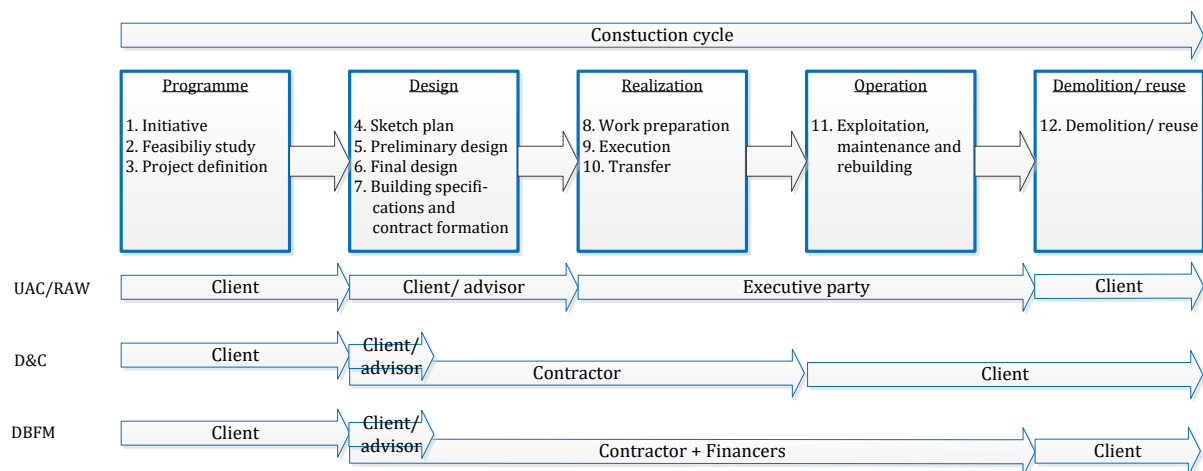 Constuction cycle
Programme
1. Initiative
2. Feasibiliy study
3. Project definition
Design
4. Sketch plan
5. Preliminary design
6. Final design
7. Building specifi-
cations and
contract formation
Realization
8. Work preparation
9. Execution
10. Transfer
Operation
11. Exploitation,
maintenance and
rebuilding
Demolition/ reuse
12. Demolition/ reuse
UAC/RAW
Client
Client/ advisor
Executive party
Client
D&C
Client
Client/
advisor
Contractor
Client
DBFM
Client
Client/
advisor
Contractor + Financers
Client